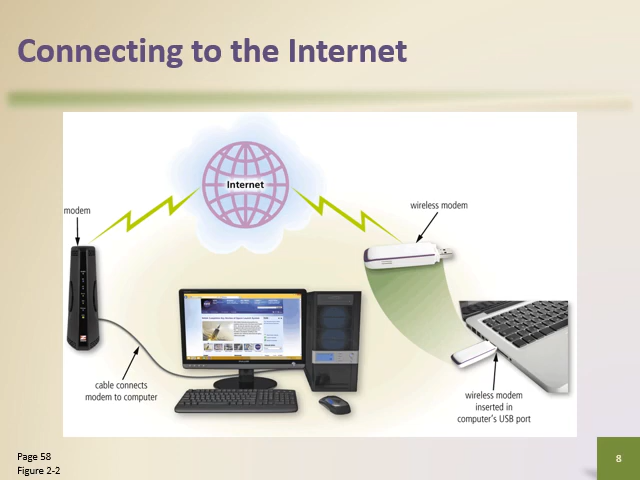 Connecting to the Internet
Internet
modem
wireless modem
cable connects
modem to computer
wireless modem
inserted in
computer's USB port
Page 58
Figure 2-2
8